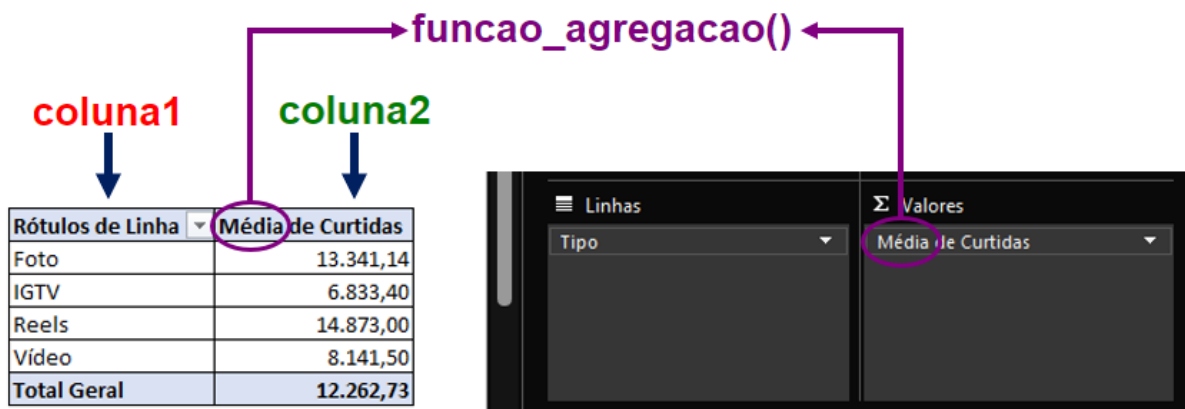 funcao_agregacao()
coluna1 coluna2
Rótulos de Linha Média de Curtidas
Foto 13.341,14
IGTV 6.833,40
Reels 14.873,00
Vídeo 8.141,50
Total Geral 12.262,73
Linhas
Tipo
Σ Valores
Média de Curtidas